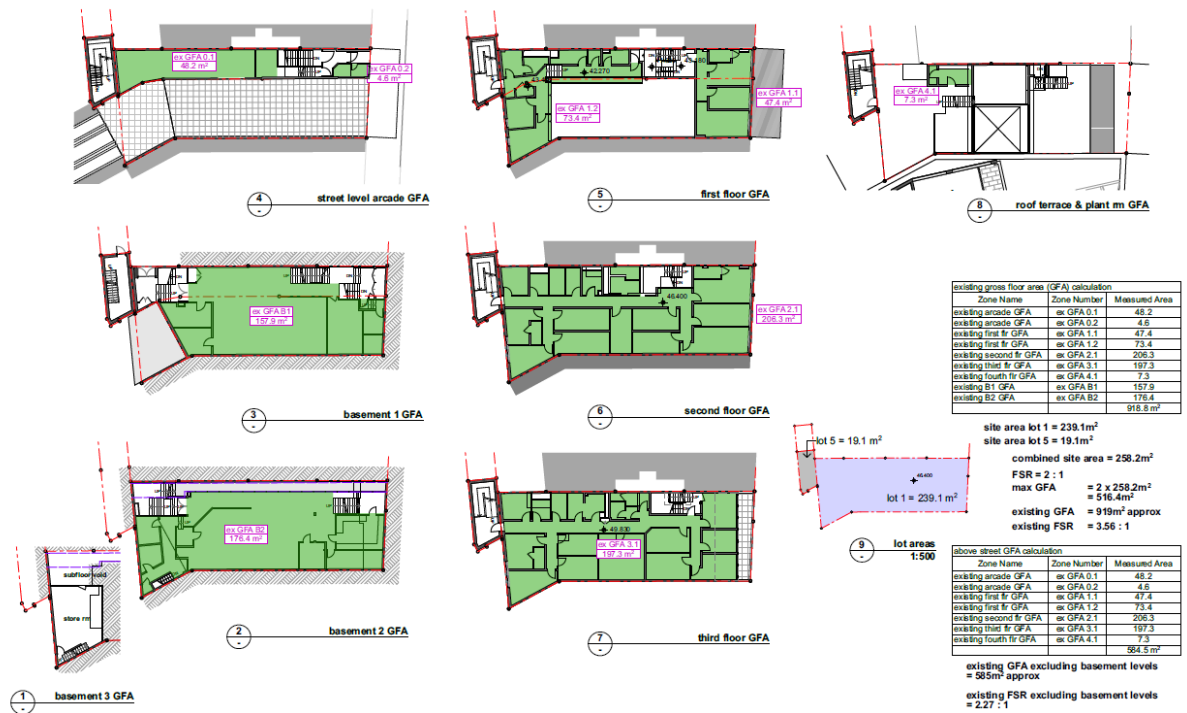 ex GFA 0.1
48.2 m²
ex GFA 0.2
4.6 m²
4
-
street level arcade GFA
42.270
ex GFA 1.1
47.4 m²
ex GFA 1.2
73.4 m²
5
-
first floor GFA
ex GFA 4.1
7.3 m²
8
-
roof terrace & plant rm GFA
ex GFA B1
157.9 m²
3
-
basement 1 GFA
46.400
ex GFA 2.1
206.3 m²
6
-
second floor GFA
existing gross floor area (GFA) calculation
Zone Name Zone Number Measured Area
existing arcade GFA ex GFA 0.1 48.2
existing arcade GFA ex GFA 0.2 4.6
existing first flr GFA ex GFA 1.1 47.4
existing first flr GFA ex GFA 1.2 73.4
existing second flr GFA ex GFA 2.1 206.3
existing third flr GFA ex GFA 3.1 197.3
existing fourth flr GFA ex GFA 4.1 7.3
existing B1 GFA ex GFA B1 157.9
existing B2 GFA ex GFA B2 176.4
918.8 m²
site area lot 1 = 239.1m²
site area lot 5 = 19.1m²
combined site area = 258.2m²
FSR = 2 : 1
max GFA = 2 x 258.2m²
= 516.4m²
existing GFA = 919m² approx
existing FSR = 3.56 : 1
lot 5 = 19.1 m²
46.400
lot 1 = 239.1 m²
9
-
lot areas
1:500
ex GFA B2
176.4 m²
2
-
basement 2 GFA
subfloor void
store rm
1
-
basement 3 GFA
ex GFA 3.1
197.3 m²
7
-
third floor GFA
above street GFA calculation
Zone Name Zone Number Measured Area
existing arcade GFA ex GFA 0.1 48.2
existing arcade GFA ex GFA 0.2 4.6
existing first flr GFA ex GFA 1.1 47.4
existing first flr GFA ex GFA 1.2 73.4
existing second flr GFA ex GFA 2.1 206.3
existing third flr GFA ex GFA 3.1 197.3
existing fourth flr GFA ex GFA 4.1 7.3
584.5 m²
existing GFA excluding basement levels
= 585m² approx
existing FSR excluding basement levels
= 2.27 : 1